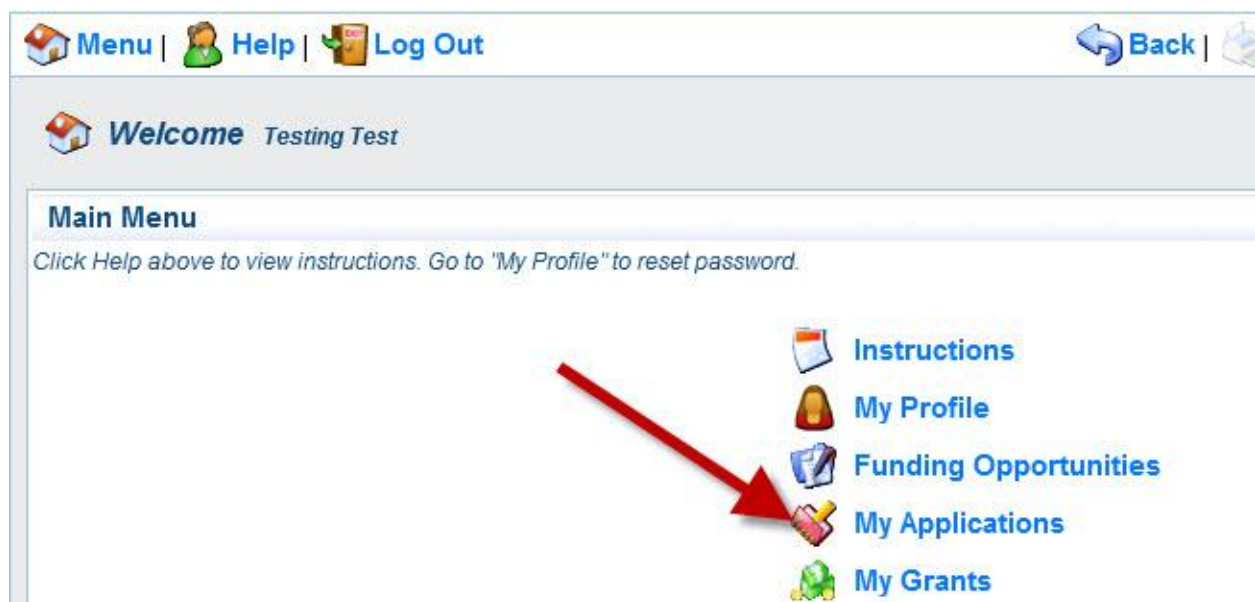 Menu | Help | Log Out Back |
Welcome Testing Test
Main Menu
Click Help above to view instructions. Go to "My Profile" to reset password.
Instructions
My Profile
Funding Opportunities
My Applications
My Grants